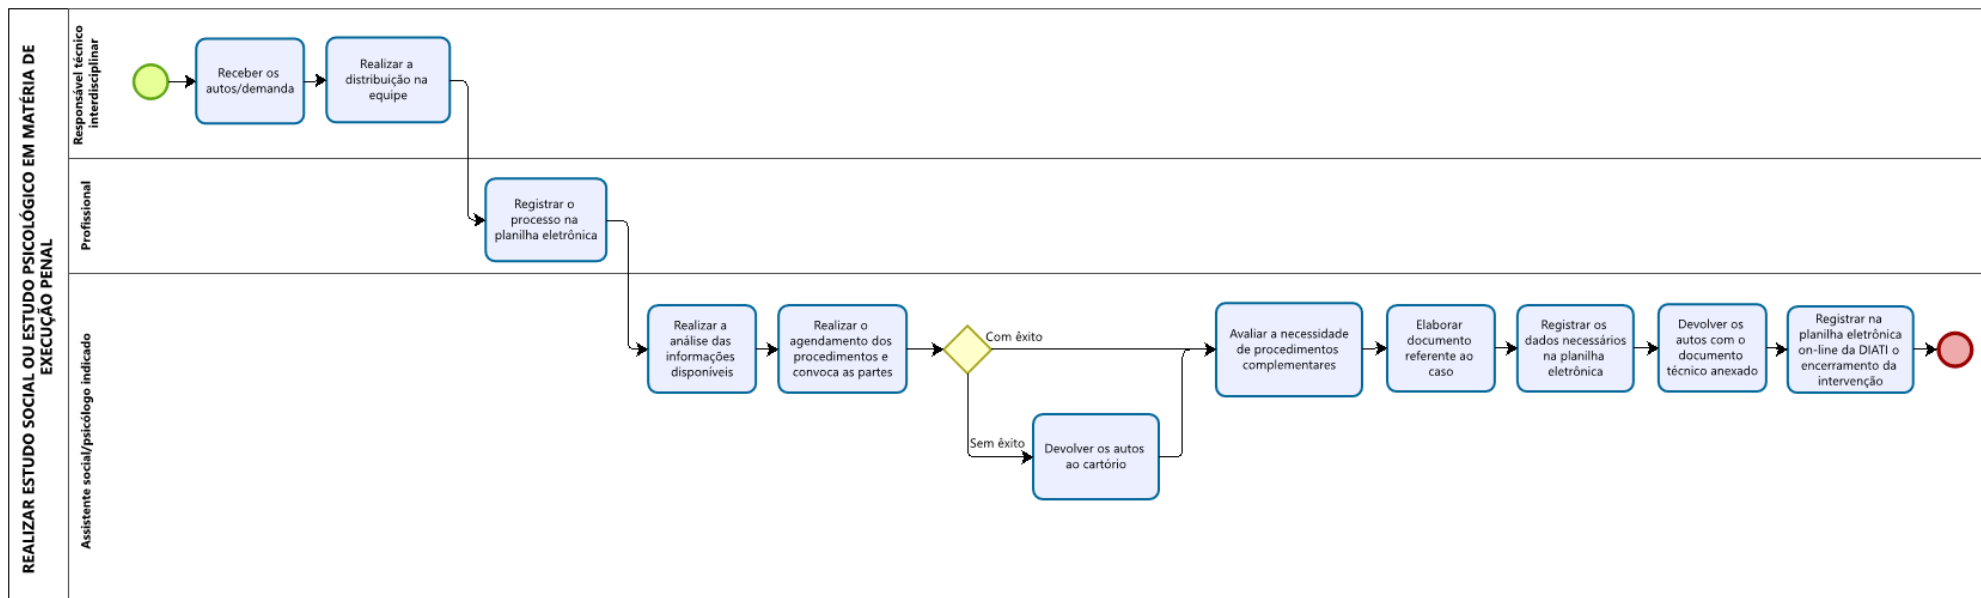 REALIZAR ESTUDO SOCIAL OU ESTUDO PSICOLÓGICO EM MATÉRIA DE
EXECUÇÃO PENAL
Responsável técnico
interdisciplinar
Receber os
autos/demanda
Realizar a
distribuição na
equipe
Profissional
Registrar o
processo na
planilha eletrônica
Assistente social/psicólogo indicado
Realizar a
análise das
informações
disponíveis
Realizar o
agendamento dos
procedimentos e
convoca as partes
Com êxito
Sem êxito
Devolver os autos
ao cartório
Avaliar a necessidade
de procedimentos
complementares
Elaborar
documento
referente ao
caso
Registrar os
dados necessários
na planilha
eletrônica
Devolver os
autos com o
documento
técnico anexado
Registrar na
planilha eletrônica
on-line da DIATI o
encerramento da
intervenção